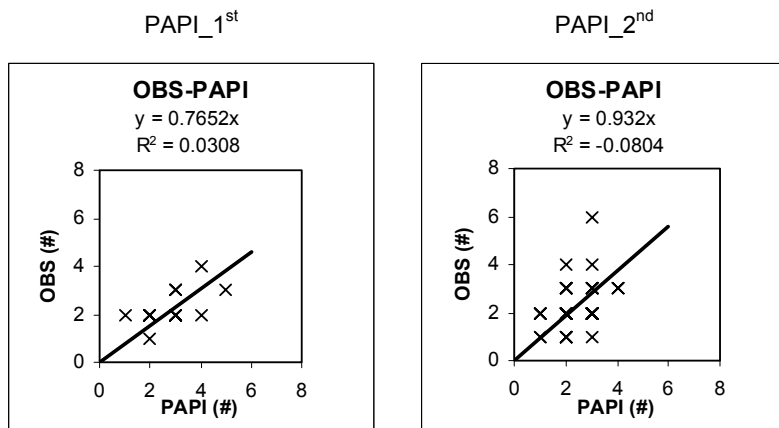 PAPI_1st
OBS-PAPI
y = 0.7652x
R2 = 0.0308
8
6
4
2
0
OBS (#)
0 2 4 6 8
PAPI (#)
PAPI_2nd
OBS-PAPI
y = 0.932x
R2 = -0.0804
8
6
4
2
0
OBS (#)
0 2 4 6 8
PAPI (#)